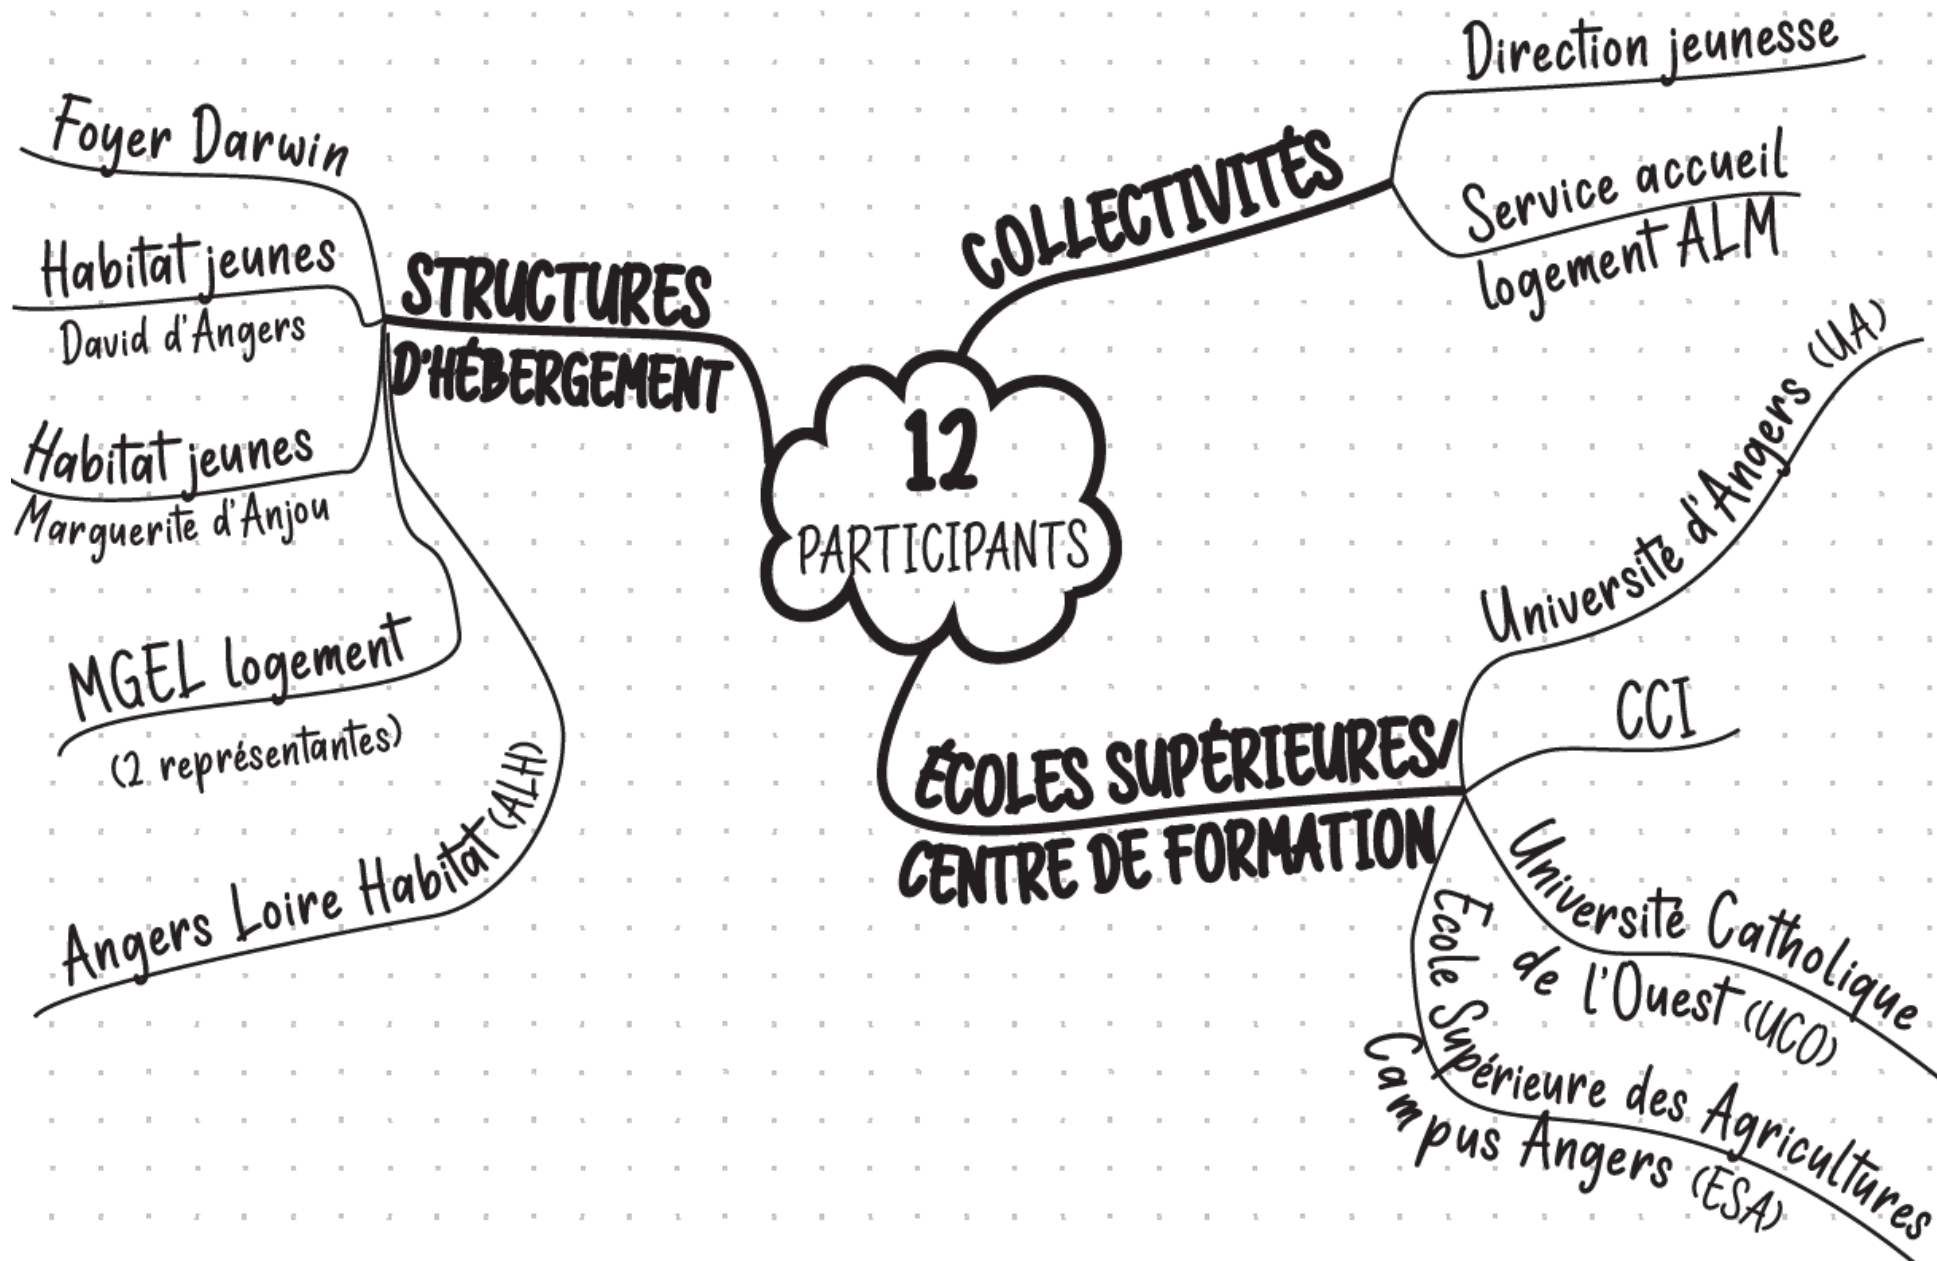 12
PARTICIPANTS
STRUCTURES
D'HÉBERGEMENT
Foyer Darwin
Habitat jeunes
David d'Angers
Habitat jeunes
Marguerite d'Anjou
MGEL logement
(2 représentantes)
Angers Loire Habitat (ALH)
COLLECTIVITÉS
Direction jeunesse
Service accueil
logement ALM
ÉCOLES SUPÉRIEURES/
CENTRE DE FORMATION
Université d'Angers (UA)
CCI
Université Catholique
de l'Ouest (UCO)
Ecole Supérieure des Agricultures
Campus Angers (ESA)